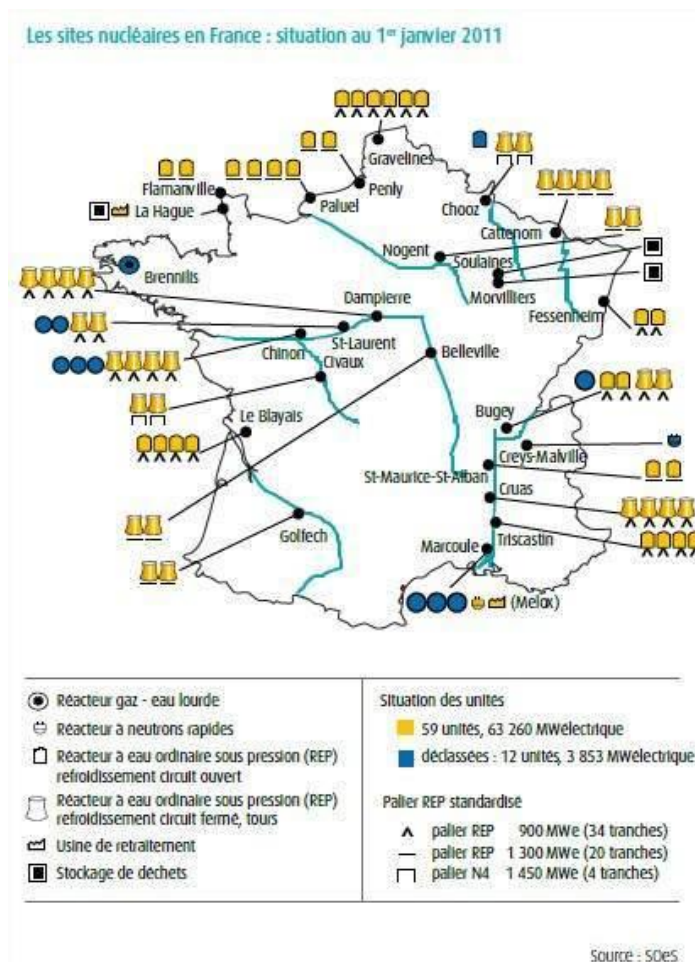 Les sites nucléaires en France : situation au 1er janvier 2011
Gravelines
Flamanville
Penly
La Hague
Paluel
Chooz
Cattenom
Nogent
Soulaines
Brennilis
Morvilliers
Dampierre
Fessenheim
St-Laurent
Chinon
Civaux
Belleville
Le Blayais
Bugey
Creys-Malville
St-Maurice-St-Alban
Cruas
Golfech
Triscastin
Marcoule
(Melox)
Réacteur gaz - eau lourde
Réacteur à neutrons rapides
Réacteur à eau ordinaire sous pression (REP)
refroidissement circuit ouvert
Réacteur à eau ordinaire sous pression (REP)
refroidissement circuit fermé, tours
Usine de retraitement
Stockage de déchets
Situation des unités
59 unités, 63 260 MWélectrique
déclassées : 12 unités, 3 853 MWélectrique
Palier REP standardisé
palier REP 900 MWe (34 tranches)
palier REP 1 300 MWe (20 tranches)
palier N4 1 450 MWe (4 tranches)
Source : SOeS